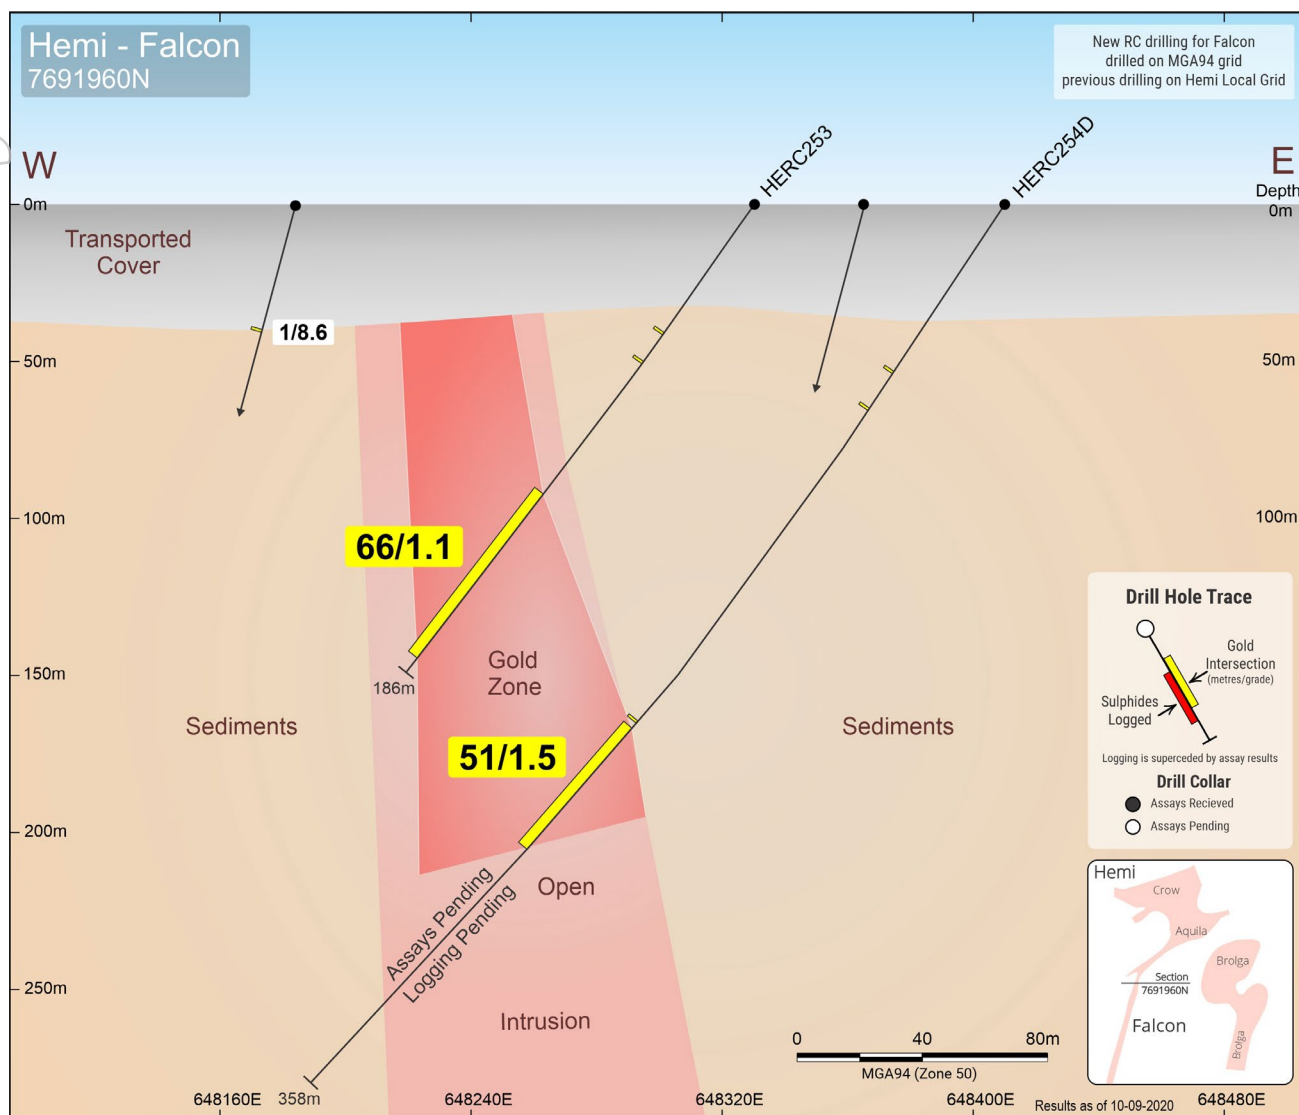 Hemi - Falcon
7691960N
New RC drilling for Falcon
drilled on MGA94 grid
previous drilling on Hemi Local Grid
W
E
HERC253
HERC254D
Depth
0m
0m
Transported
Cover
1/8.6
50m
50m
100m
100m
66/1.1
150m
186m
Gold
Zone
Sediments
Sediments
51/1.5
200m
Open
Assays Pending
Logging Pending
250m
Intrusion
358m
Drill Hole Trace
Gold
Intersection
(metres/grade)
Sulphides
Logged
Logging is superceded by assay results
Drill Collar
Assays Recieved
Assays Pending
Hemi
Crow
Aquila
Brolga
Section
7691960N
Falcon
Brolga
0 40 80m
MGA94 (Zone 50)
648160E 648240E 648320E 648400E 648480E
Results as of 10-09-2020